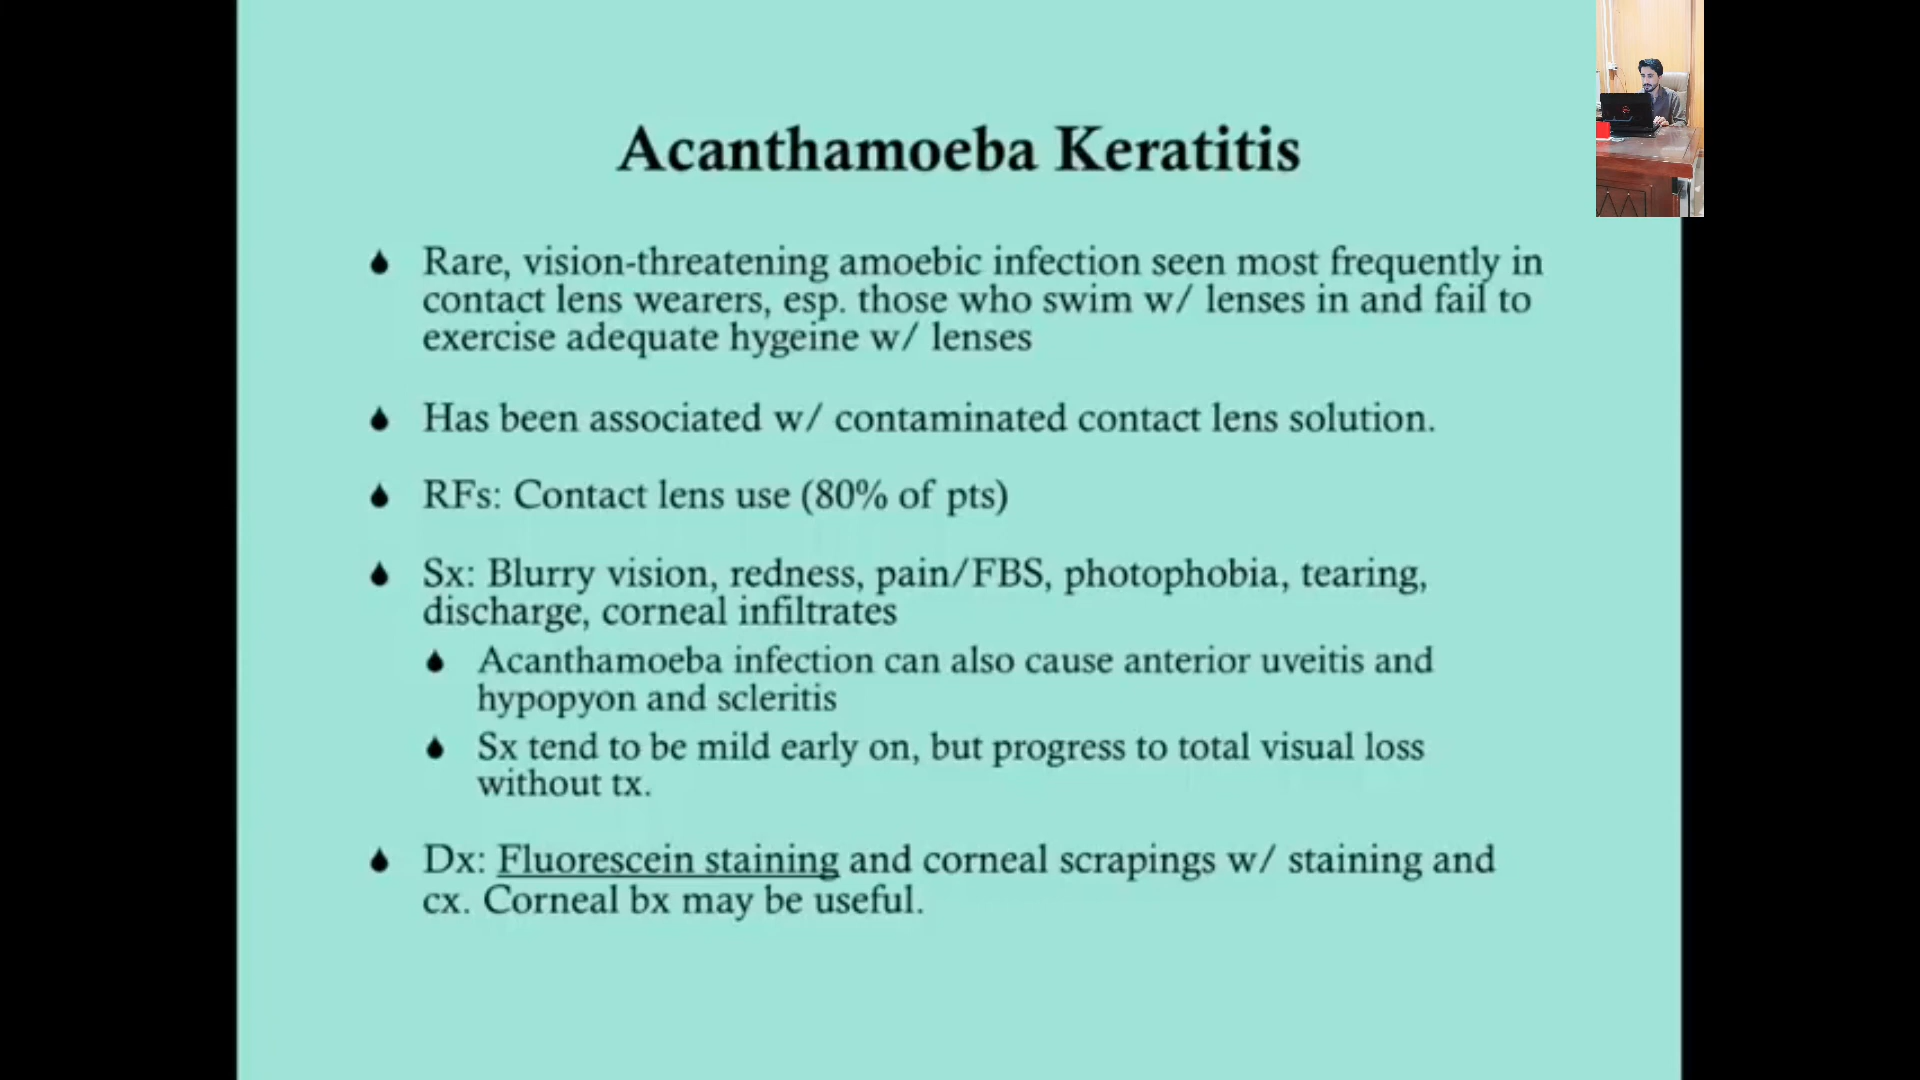 Acanthamoeba Keratitis
Rare, vision-threatening amoebic infection seen most frequently in
contact lens wearers, esp. those who swim w/ lenses in and fail to
exercise adequate hygeine w/ lenses
Has been associated w/ contaminated contact lens solution.
RFs: Contact lens use (80% of pts)
Sx: Blurry vision, redness, pain/FBS, photophobia, tearing,
discharge, corneal infiltrates
Acanthamoeba infection can also cause anterior uveitis and
hypopyon and scleritis
Sx tend to be mild early on, but progress to total visual loss
without tx.
Dx: Fluorescein staining and corneal scrapings w/ staining and
cx. Corneal bx may be useful.